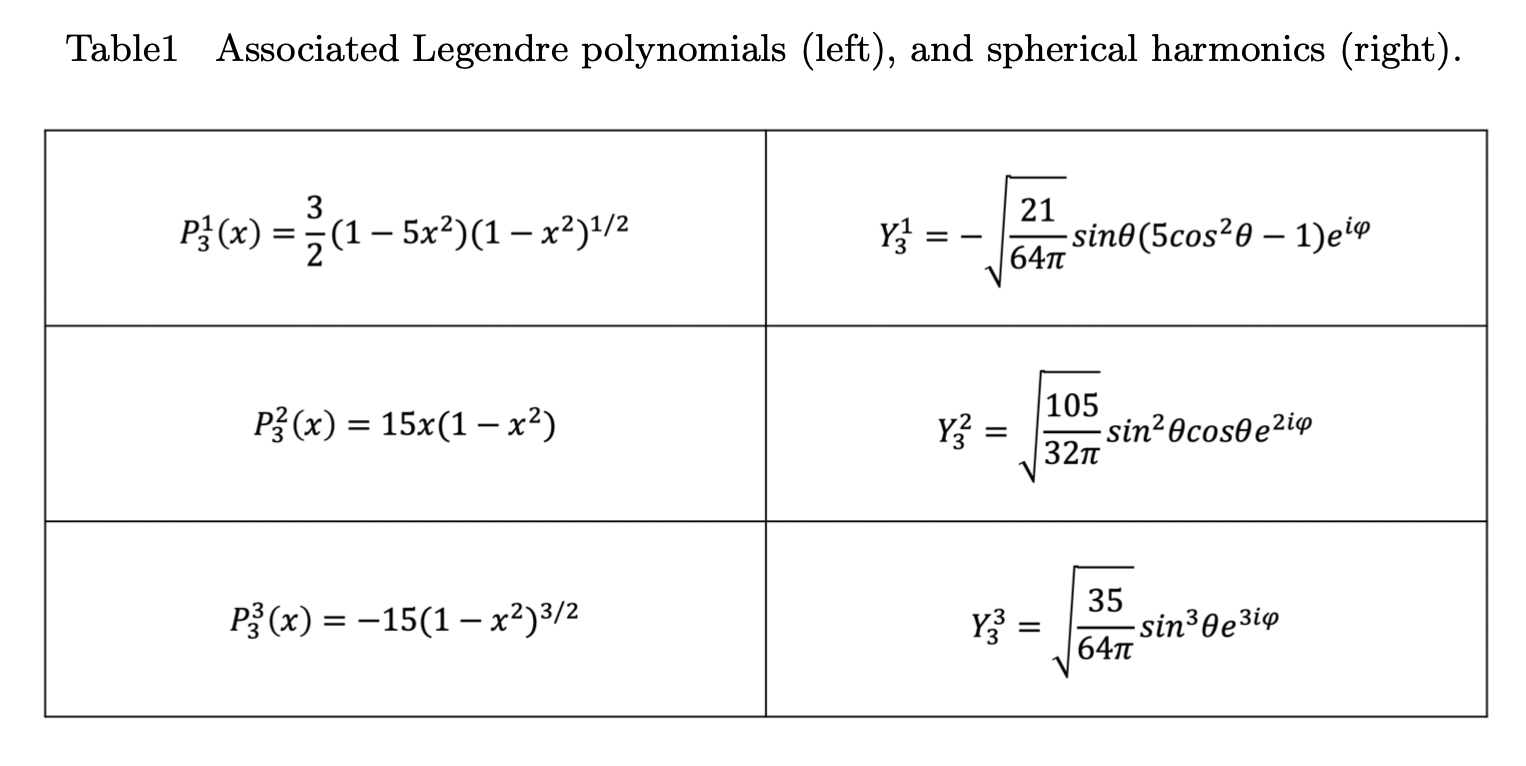 Table1 Associated Legendre polynomials (left), and spherical harmonics (right).
$P_3^1(x) = \frac{3}{2}(1 - 5x^2)(1 - x^2)^{1/2}$
$Y_3^1 = -\sqrt{\frac{21}{64\pi}} sin\theta(5cos^2\theta - 1)e^{i\varphi}$
$P_3^2(x) = 15x(1 - x^2)$
$Y_3^2 = \sqrt{\frac{105}{32\pi}} sin^2\theta cos\theta e^{2i\varphi}$
$P_3^3(x) = -15(1 - x^2)^{3/2}$
$Y_3^3 = \sqrt{\frac{35}{64\pi}} sin^3\theta e^{3i\varphi}$